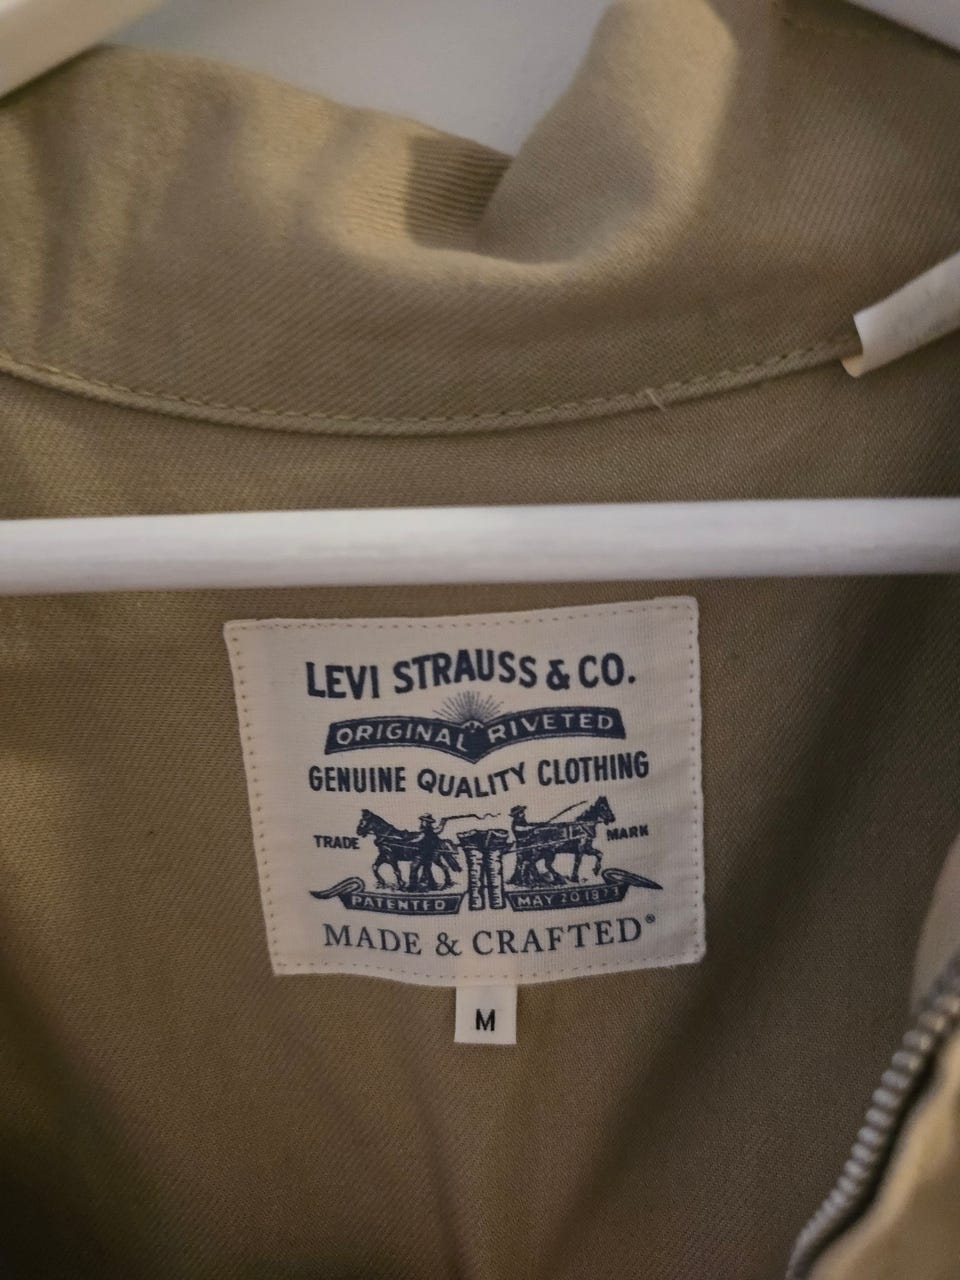 LEVI STRAUSS & CO.
ORIGINAL RIVETED
GENUINE QUALITY CLOTHING
TRADE MARK
PATENTED MAY 20 1873
MADE & CRAFTED®
M